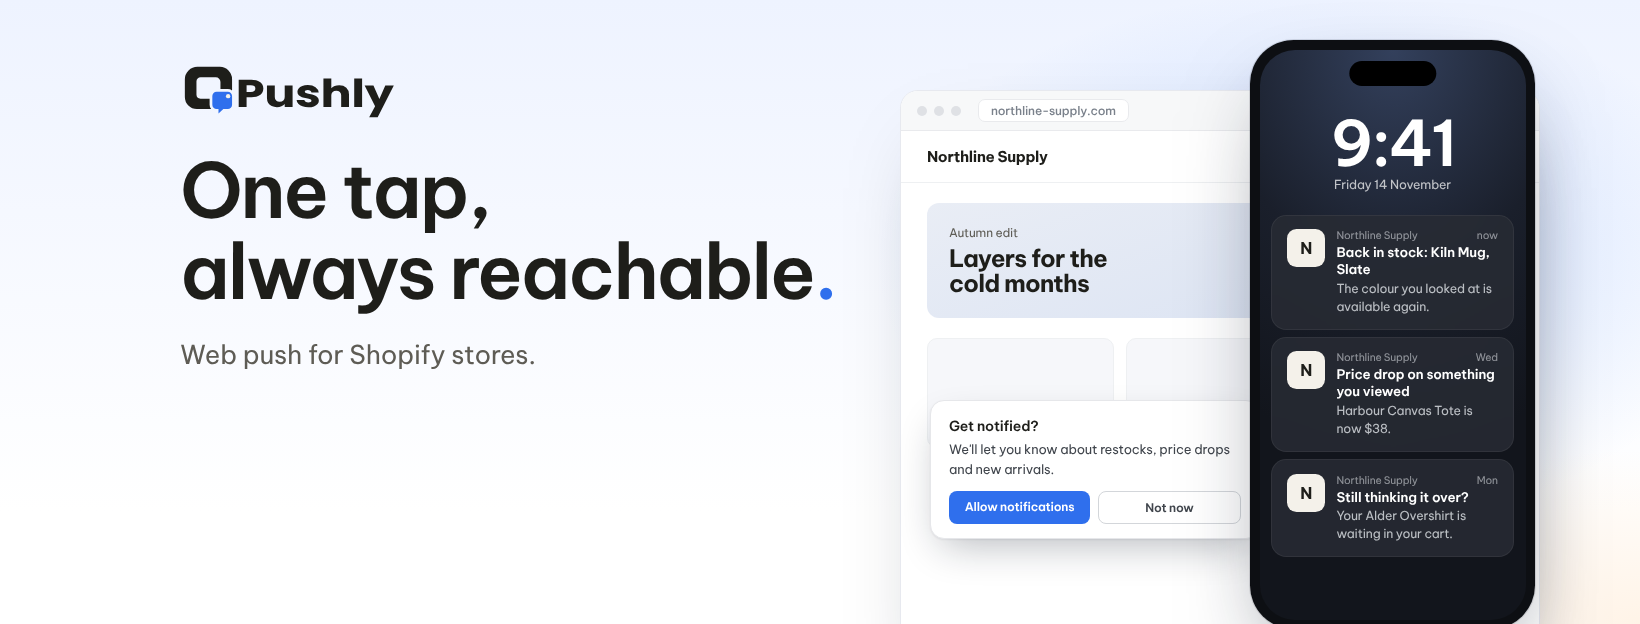 Pushly
One tap,
always reachable.
Web push for Shopify stores.
northline-supply.com
Northline Supply
Autumn edit
Layers for the
cold months
Get notified?
We'll let you know about restocks, price drops
and new arrivals.
Allow notifications
Not now
9:41
Friday 14 November
N
Northline Supply now
Back in stock: Kiln Mug,
Slate
The colour you looked at is
available again.
N
Northline Supply Wed
Price drop on something
you viewed
Harbour Canvas Tote is
now $38.
N
Northline Supply Mon
Still thinking it over?
Your Alder Overshirt is
waiting in your cart.